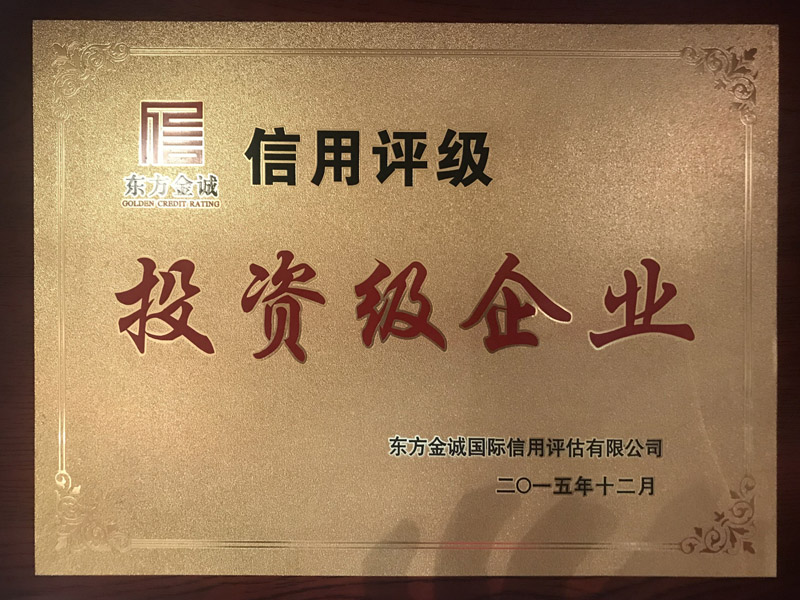 信用评级
东方金诚
GOLDEN CREDIT RATING
投资级企业
东方金诚国际信用评估有限公司
二〇一五年十二月